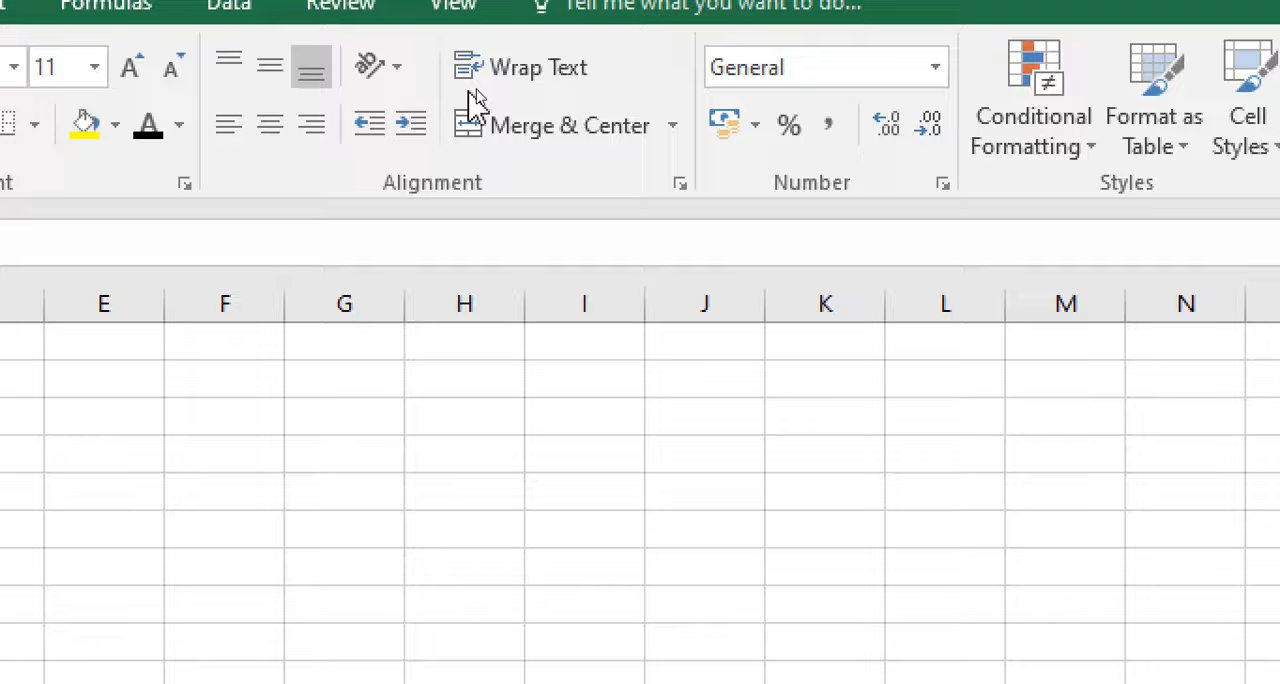 Formulas Data Review View Tell me what you want to do...
11 Wrap Text General
Merge & Center % Conditional Formatting Format as Table Cell Styles
Alignment Number Styles
E F G H I J K L M N